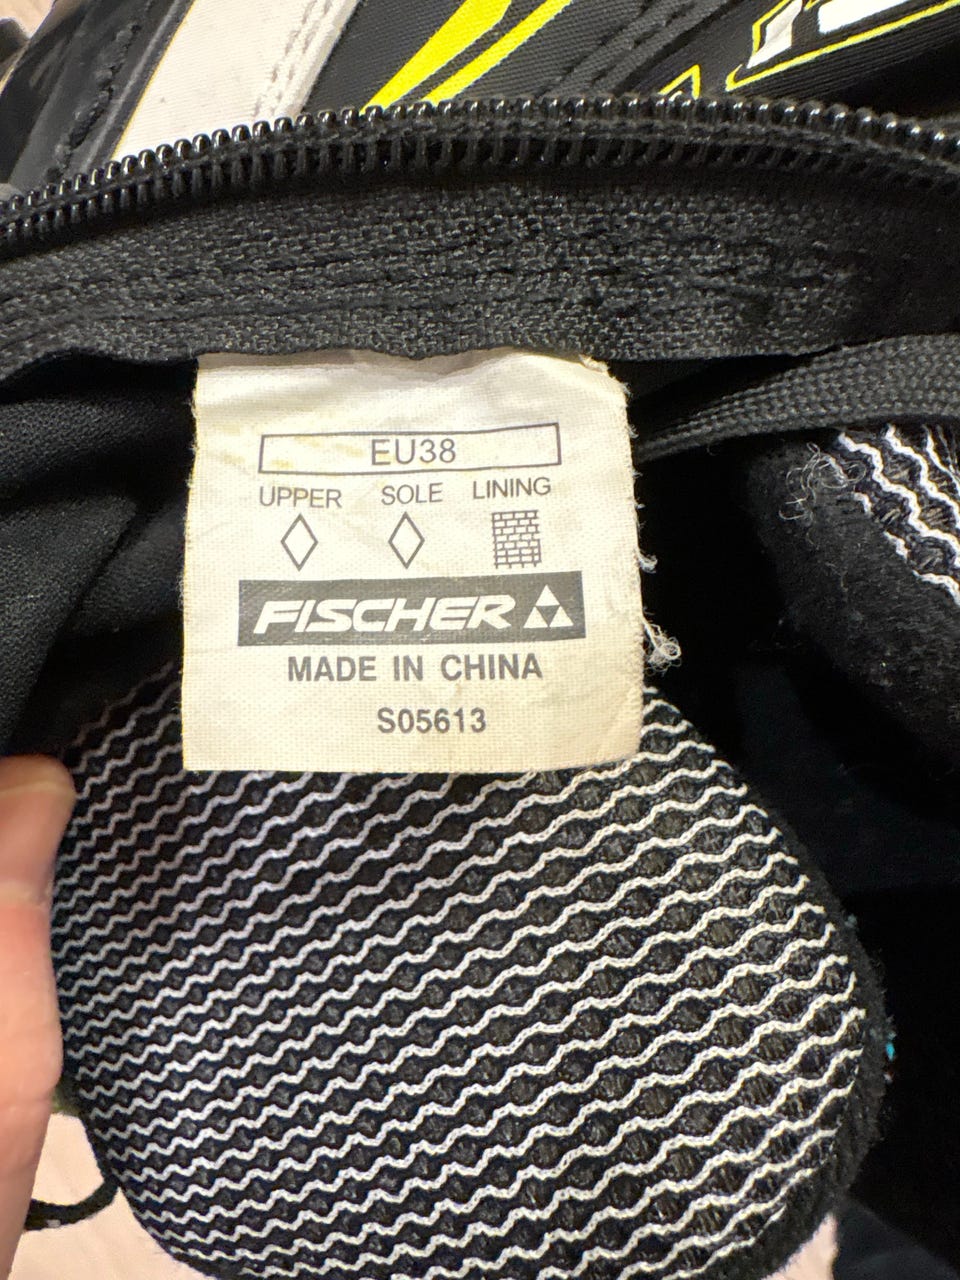 EU38
UPPER SOLE LINING
FISCHER
MADE IN CHINA
S05613